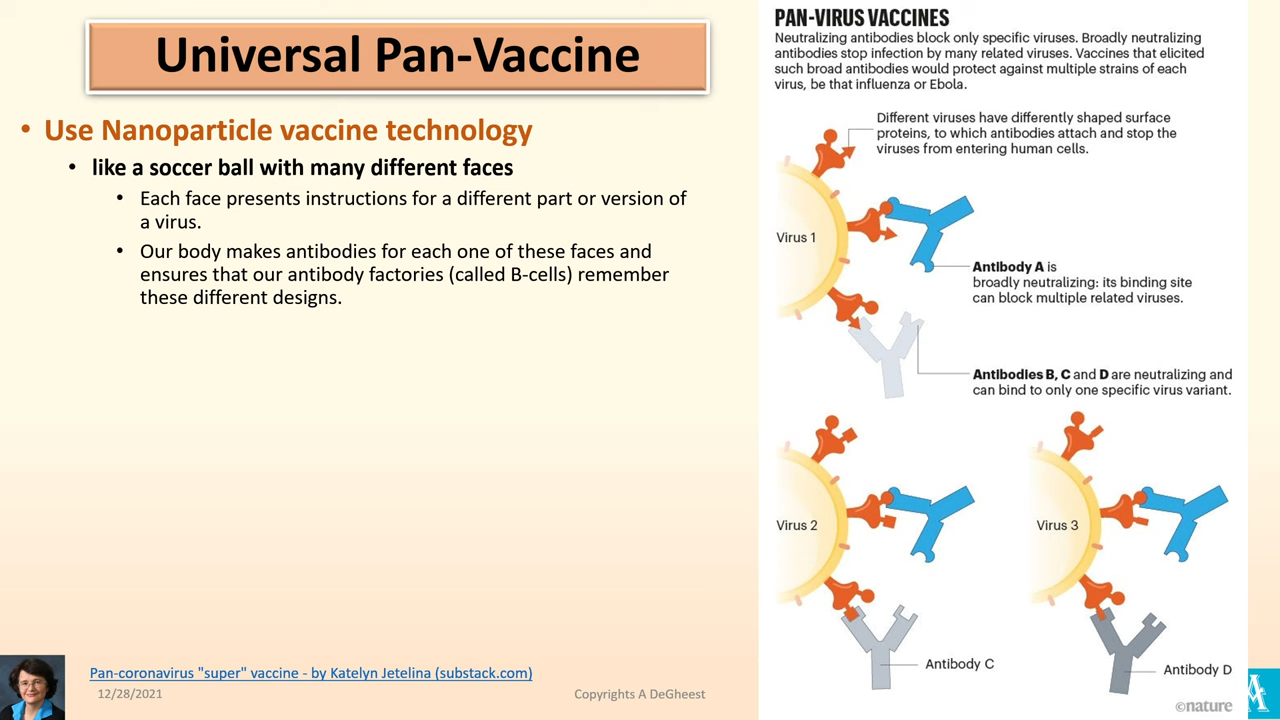 Universal Pan-Vaccine
• Use Nanoparticle vaccine technology
• like a soccer ball with many different faces
• Each face presents instructions for a different part or version of
a virus.
• Our body makes antibodies for each one of these faces and
ensures that our antibody factories (called B-cells) remember
these different designs.
Pan-coronavirus "super" vaccine - by Katelyn Jetelina (substack.com)
12/28/2021
Copyrights A DeGheest
PAN-VIRUS VACCINES
Neutralizing antibodies block only specific viruses. Broadly neutralizing
antibodies stop infection by many related viruses. Vaccines that elicited
such broad antibodies would protect against multiple strains of each
virus, be that influenza or Ebola.
Different viruses have differently shaped surface
proteins, to which antibodies attach and stop the
viruses from entering human cells.
Virus 1
Antibody A is
broadly neutralizing: its binding site
can block multiple related viruses.
Antibodies B, C and D are neutralizing and
can bind to only one specific virus variant.
Virus 2
Virus 3
Antibody C
Antibody D
©nature
A